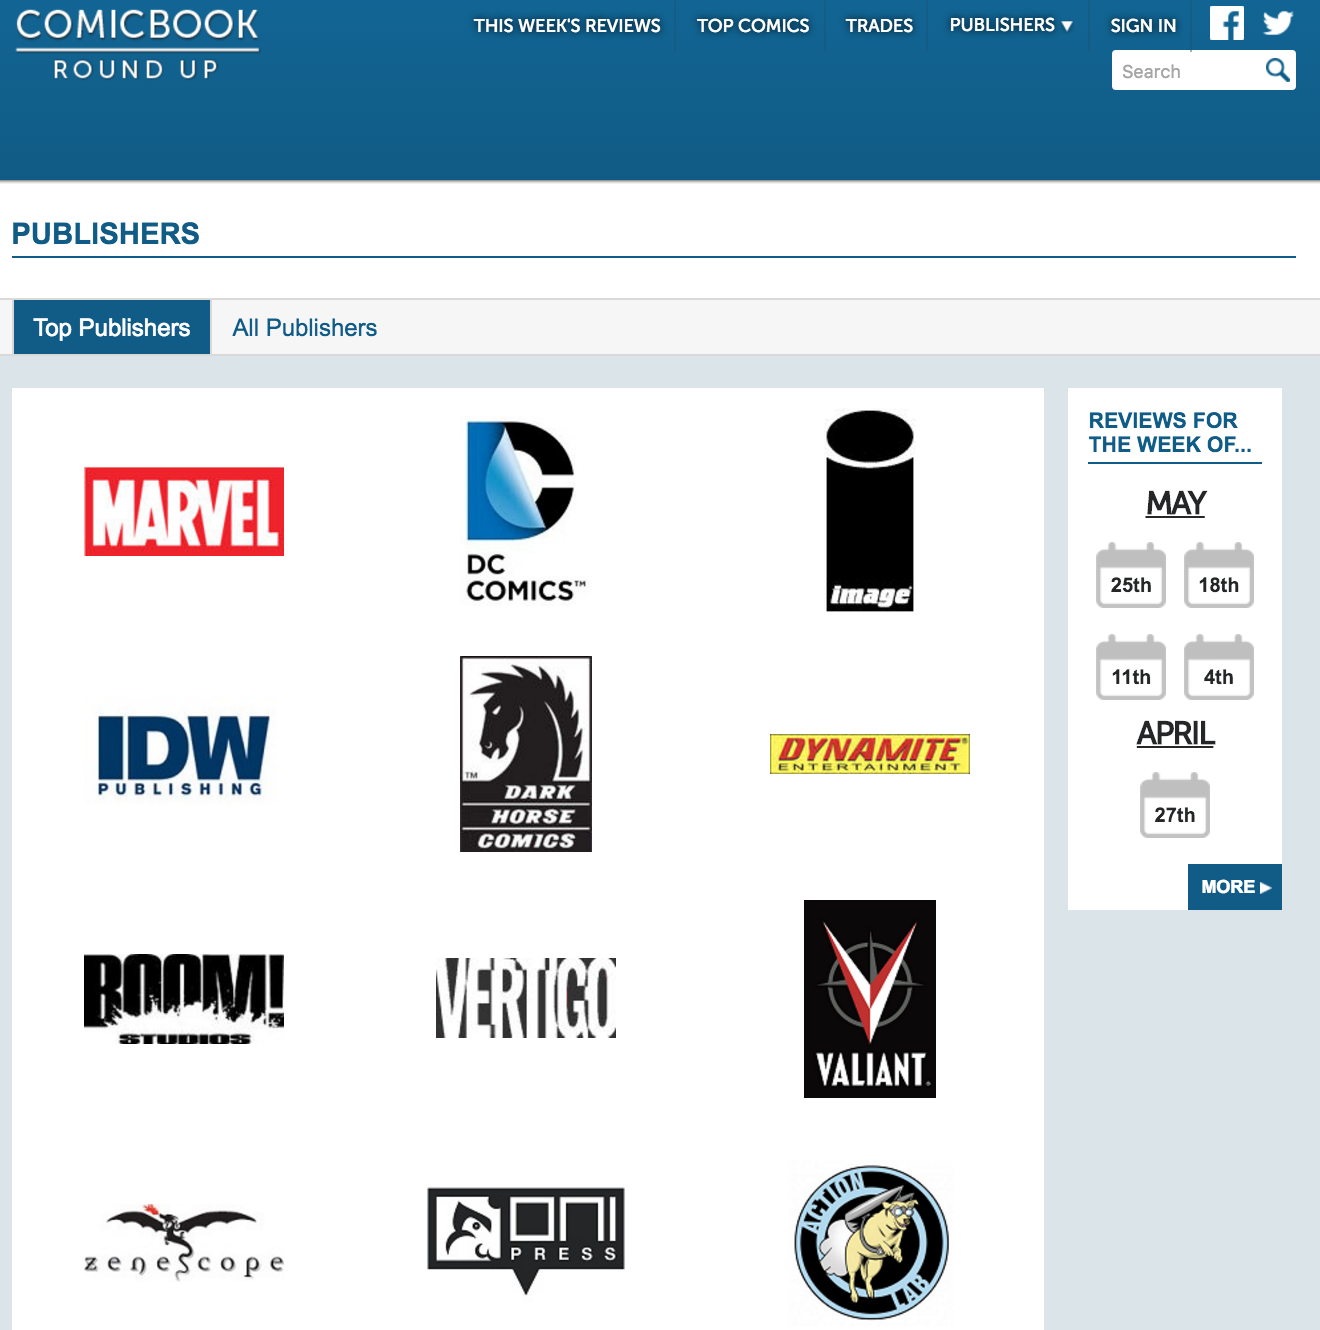 COMICBOOK
ROUND UP
THIS WEEK'S REVIEWS
TOP COMICS
TRADES
PUBLISHERS ▼
SIGN IN
Search
PUBLISHERS
Top Publishers
All Publishers
MARVEL
DC
COMICS™
image
IDW
PUBLISHING
TM
DARK
HORSE
COMICS
DYNAMITE®
ENTERTAINMENT
BOOM!
STUDIOS
VERTIGO
VALIANT®
zenescope
ONI
PRESS
ACTION
LAB
REVIEWS FOR
THE WEEK OF...
MAY
25th 18th
11th 4th
APRIL
27th
MORE ▶